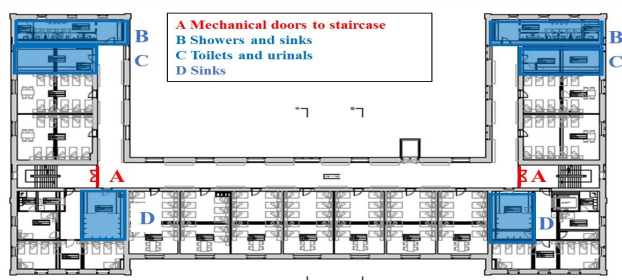 A Mechanical doors to staircase
B Showers and sinks
C Toilets and urinals
D Sinks
B
C
B
C
A
A
D
D